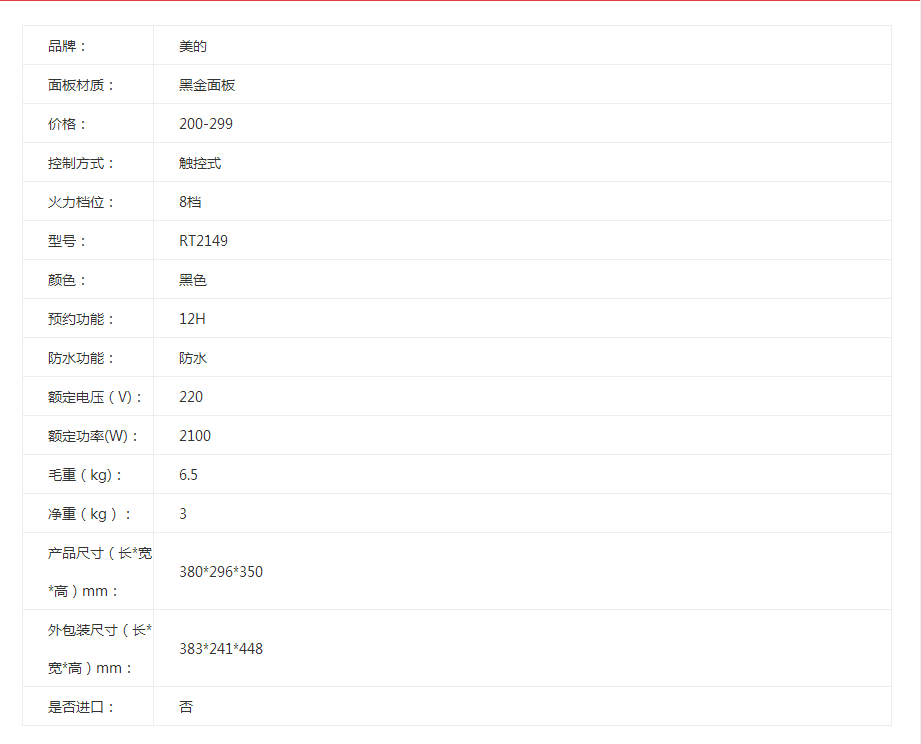 品牌： 美的
面板材质： 黑金面板
价格： 200-299
控制方式： 触控式
火力档位： 8档
型号： RT2149
颜色： 黑色
预约功能： 12H
防水功能： 防水
额定电压（V)： 220
额定功率(W)： 2100
毛重（kg)： 6.5
净重（kg）： 3
产品尺寸（长*宽
*高）mm： 380*296*350
外包装尺寸（长*
宽*高）mm： 383*241*448
是否进口： 否